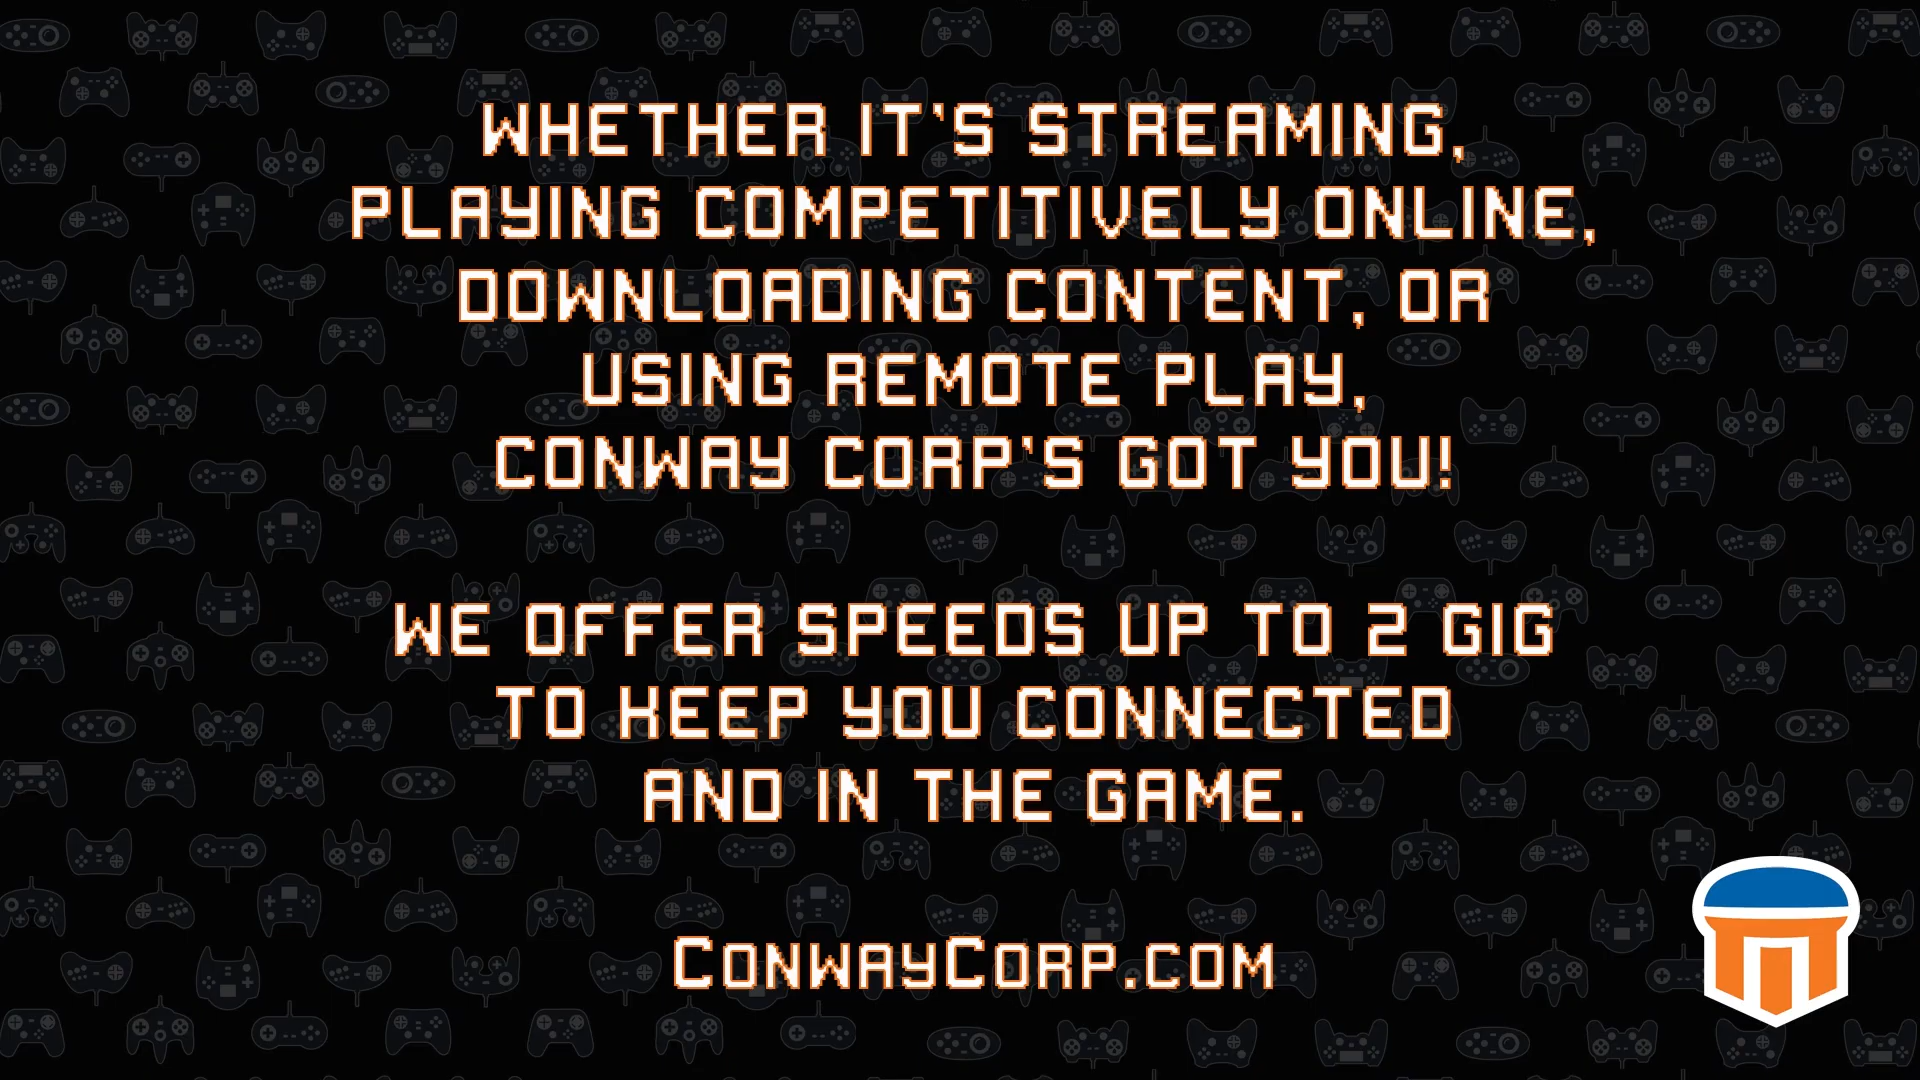 WHETHER IT'S STREAMING,
PLAYING COMPETITIVELY ONLINE,
DOWNLOADING CONTENT, OR
USING REMOTE PLAY,
CONWAY CORP'S GOT YOU!
WE OFFER SPEEDS UP TO 2 GIG
TO KEEP YOU CONNECTED
AND IN THE GAME.
CONWAYCORP.COM